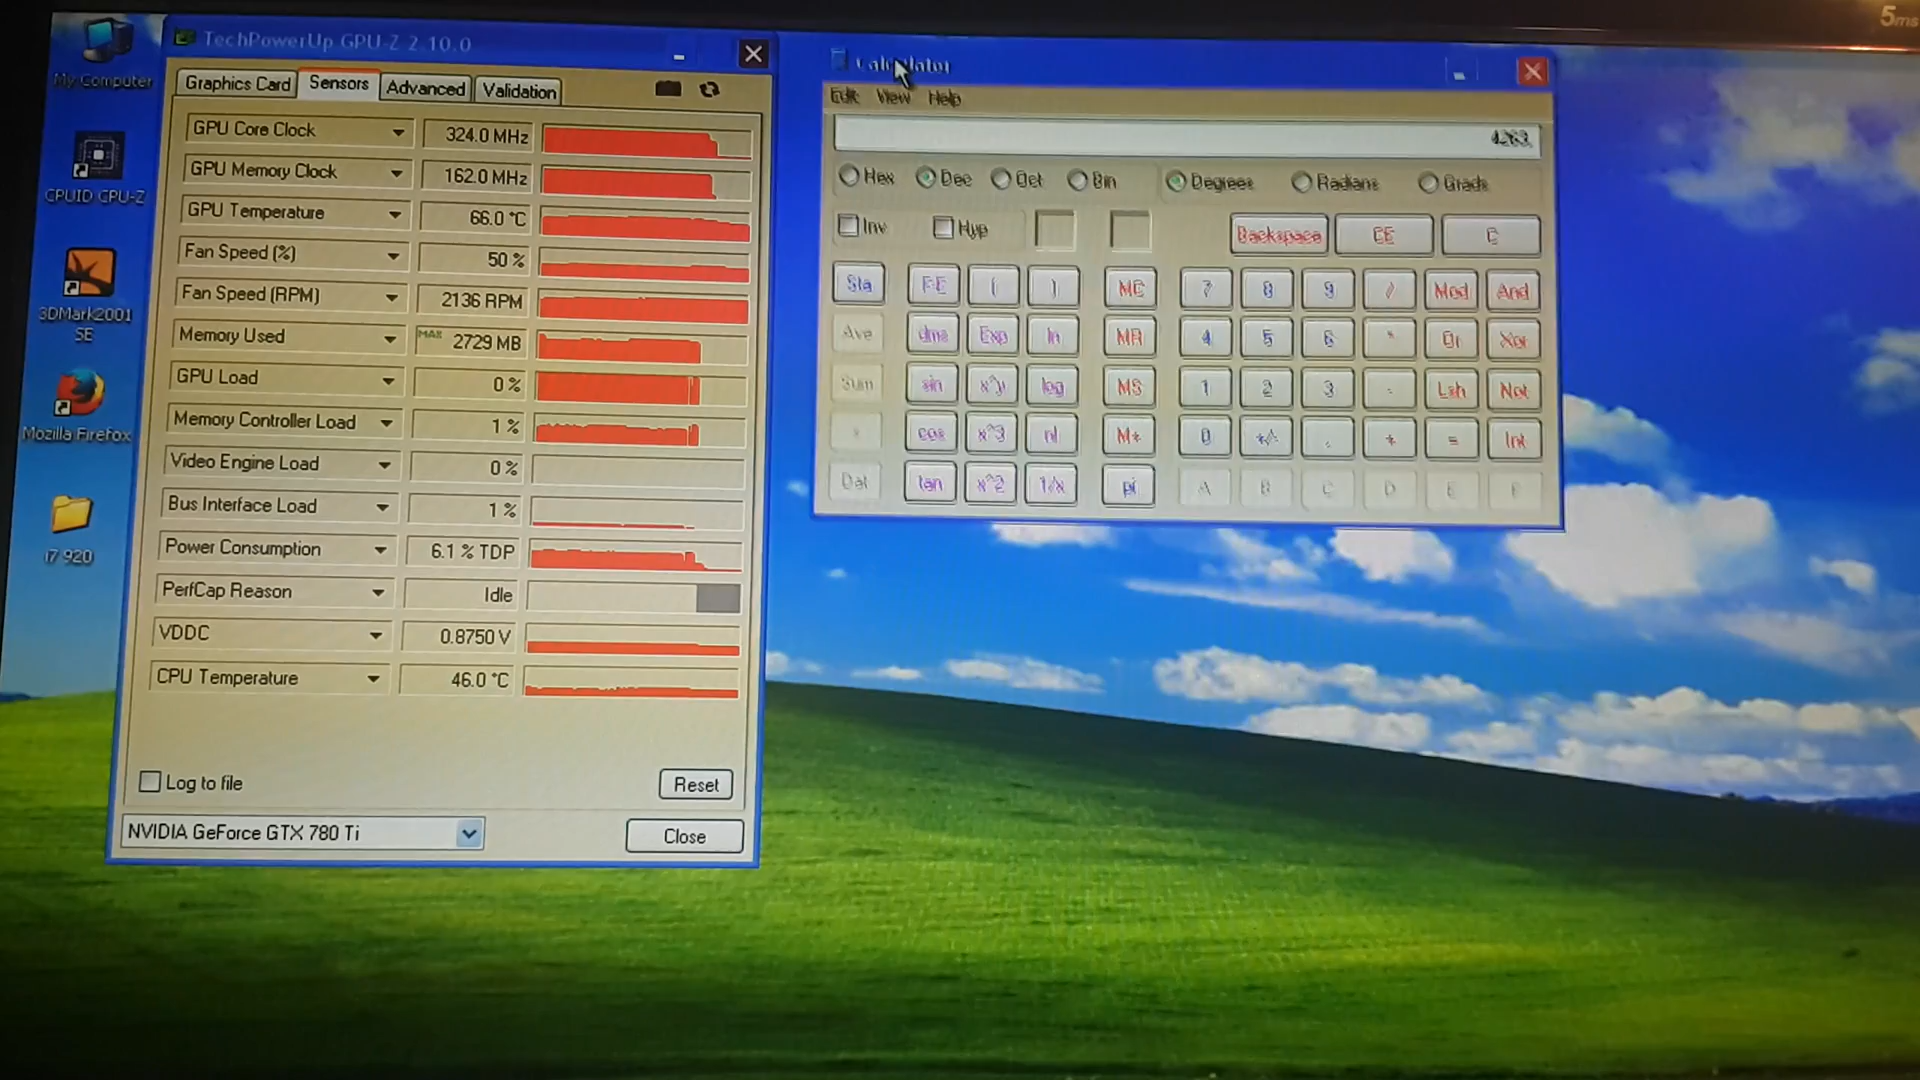 5ms
My Computer
CPUID CPU-Z
3DMark2001
SE
Mozilla Firefox
i7 920
TechPowerUp GPU-Z 2.10.0
Graphics Card Sensors Advanced Validation
GPU Core Clock 324.0 MHz
GPU Memory Clock 162.0 MHz
GPU Temperature 66.0 °C
Fan Speed (%) 50 %
Fan Speed (RPM) 2136 RPM
Memory Used MAX 2729 MB
GPU Load 0 %
Memory Controller Load 1 %
Video Engine Load 0 %
Bus Interface Load 1 %
Power Consumption 6.1 % TDP
PerfCap Reason Idle
VDDC 0.8750 V
CPU Temperature 46.0 °C
Log to file Reset
NVIDIA GeForce GTX 780 Ti Close
Calculator
Edit View Help
4263.
Hex Dec Oct Bin Degrees Radians Grads
Inv Hyp Backspace CE C
Sta F-E ( ) MC 7 8 9 / Mod And
Ave dms Exp ln MR 4 5 6 * Or Xor
Sum sin x^y log MS 1 2 3 - Lsh Not
s cos x^3 n! M+ 0 +/- . + = Int
Dat tan x^2 1/x pi A B C D E F